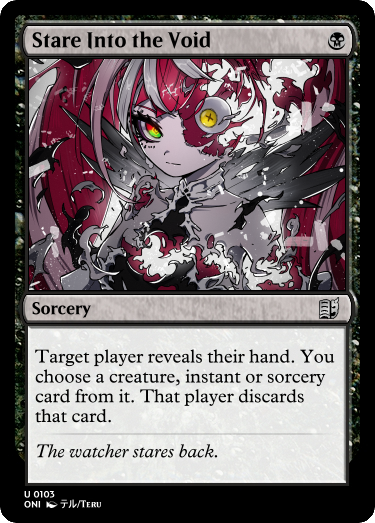 Stare Into the Void
Sorcery
Target player reveals their hand. You
choose a creature, instant or sorcery
card from it. That player discards
that card.
The watcher stares back.
U 0103
ONI テル/Teru